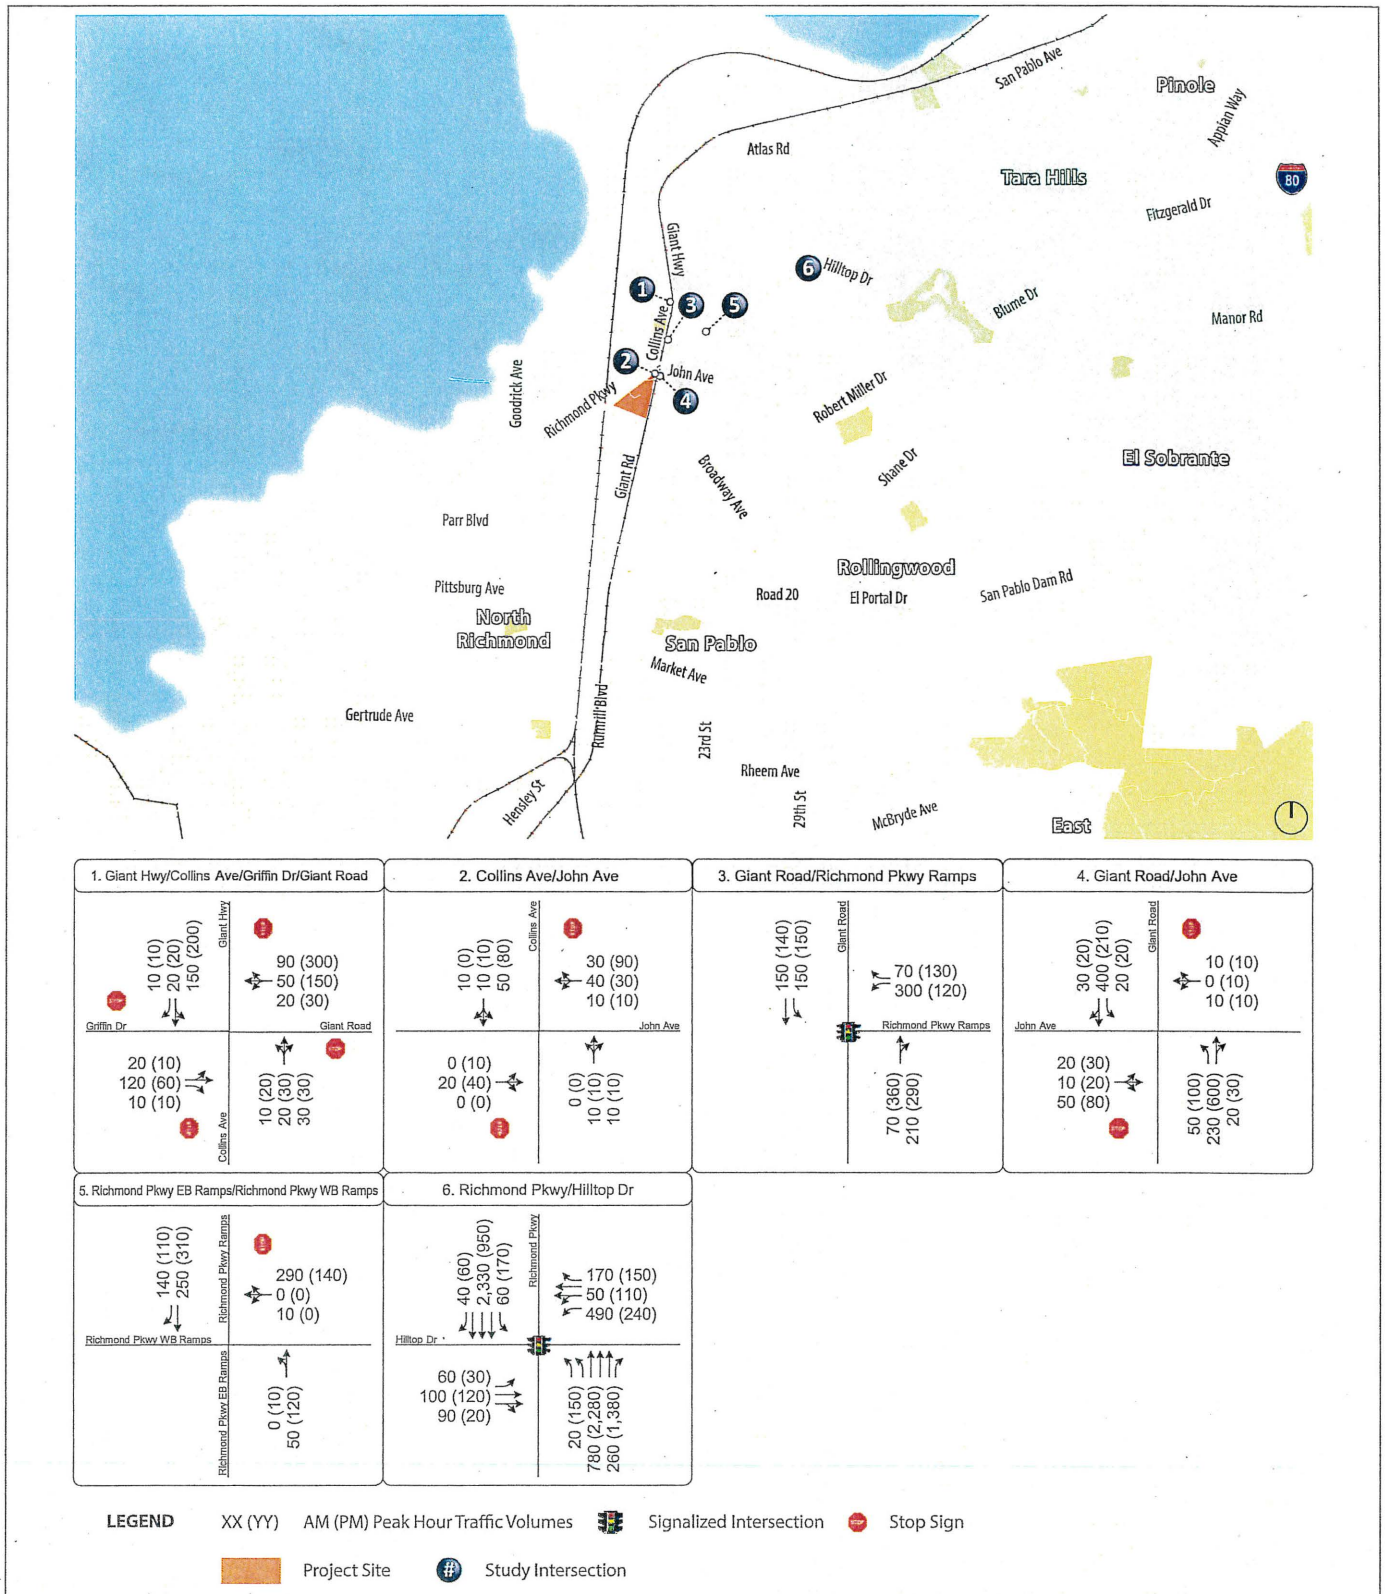 San Pablo Ave
Pinole
Appian Way
Atlas Rd
Tara Hills
80
Fitzgerald Dr
Giant Hwy
6
Hilltop Dr
1
3
5
Collins Ave
Blume Dr
Manor Rd
2
John Ave
Goodrick Ave
Richmond Pkwy
4
Robert Miller Dr
Giant Rd
Broadway Ave
Shane Dr
El Sobrante
Parr Blvd
Rollingwood
Pittsburg Ave
Road 20
El Portal Dr
San Pablo Dam Rd
North
Richmond
San Pablo
Market Ave
Gertrude Ave
Rumrill Blvd
23rd St
Rheem Ave
Hensley St
29th St
McBryde Ave
East
1. Giant Hwy/Collins Ave/Griffin Dr/Giant Road
10 (10)
20 (20)
150 (200)
Giant Hwy
STOP
90 (300)
50 (150)
20 (30)
STOP
Griffin Dr
Giant Road
STOP
20 (10)
120 (60)
10 (10)
STOP
Collins Ave
10 (20)
20 (30)
30 (30)
2. Collins Ave/John Ave
10 (0)
10 (10)
50 (80)
Collins Ave
STOP
30 (90)
40 (30)
10 (10)
John Ave
0 (10)
20 (40)
0 (0)
STOP
0 (0)
10 (10)
10 (10)
3. Giant Road/Richmond Pkwy Ramps
150 (140)
150 (150)
Giant Road
70 (130)
300 (120)
Richmond Pkwy Ramps
70 (360)
210 (290)
4. Giant Road/John Ave
30 (20)
400 (210)
20 (20)
Giant Road
STOP
10 (10)
0 (10)
10 (10)
John Ave
20 (30)
10 (20)
50 (80)
STOP
50 (100)
230 (600)
20 (30)
5. Richmond Pkwy EB Ramps/Richmond Pkwy WB Ramps
140 (110)
250 (310)
Richmond Pkwy Ramps
STOP
290 (140)
0 (0)
10 (0)
Richmond Pkwy WB Ramps
Richmond Pkwy EB Ramps
0 (10)
50 (120)
6. Richmond Pkwy/Hilltop Dr
40 (60)
2,330 (950)
60 (170)
Richmond Pkwy
170 (150)
50 (110)
490 (240)
Hilltop Dr
60 (30)
100 (120)
90 (20)
20 (150)
780 (2,280)
260 (1,380)
LEGEND
XX (YY) AM (PM) Peak Hour Traffic Volumes
Signalized Intersection
STOP Stop Sign
Project Site
# Study Intersection